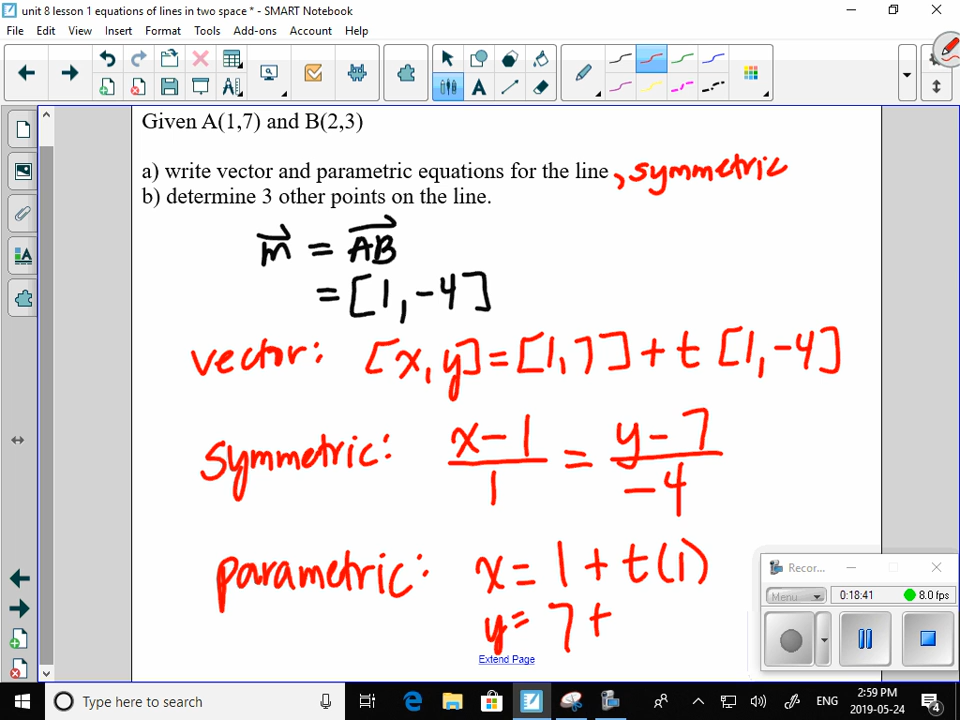 unit 8 lesson 1 equations of lines in two space * - SMART Notebook
File Edit View Insert Format Tools Add-ons Account Help
Given A(1,7) and B(2,3)
a) write vector and parametric equations for the line, symmetric
b) determine 3 other points on the line.
m = AB
= [1, -4]
vector: [x, y] = [1, 7] + t [1, -4]
symmetric: x - 1 / 1 = y - 7 / -4
parametric: x = 1 + t(1)
y = 7 +
Extend Page
Recor...
Menu 0:18:41 8.0 fps
Type here to search
ENG
2:59 PM
2019-05-24
4